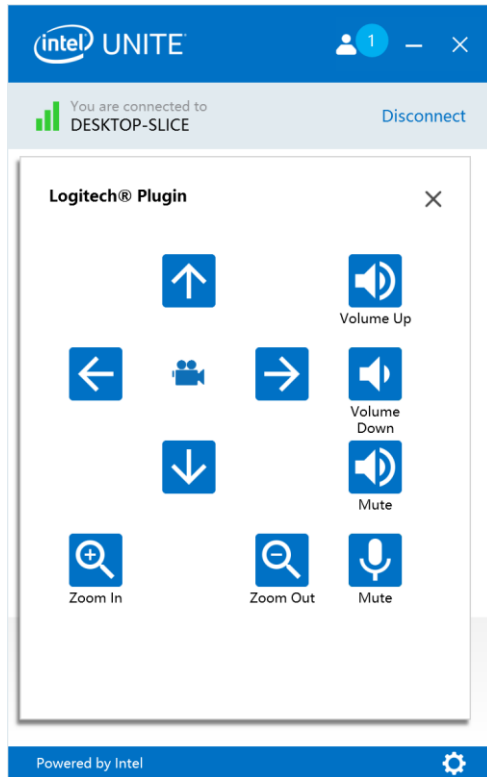 intel UNITE
1
You are connected to
DESKTOP-SLICE
Disconnect
Logitech® Plugin
Volume Up
Volume
Down
Mute
Zoom In
Zoom Out
Mute
Powered by Intel